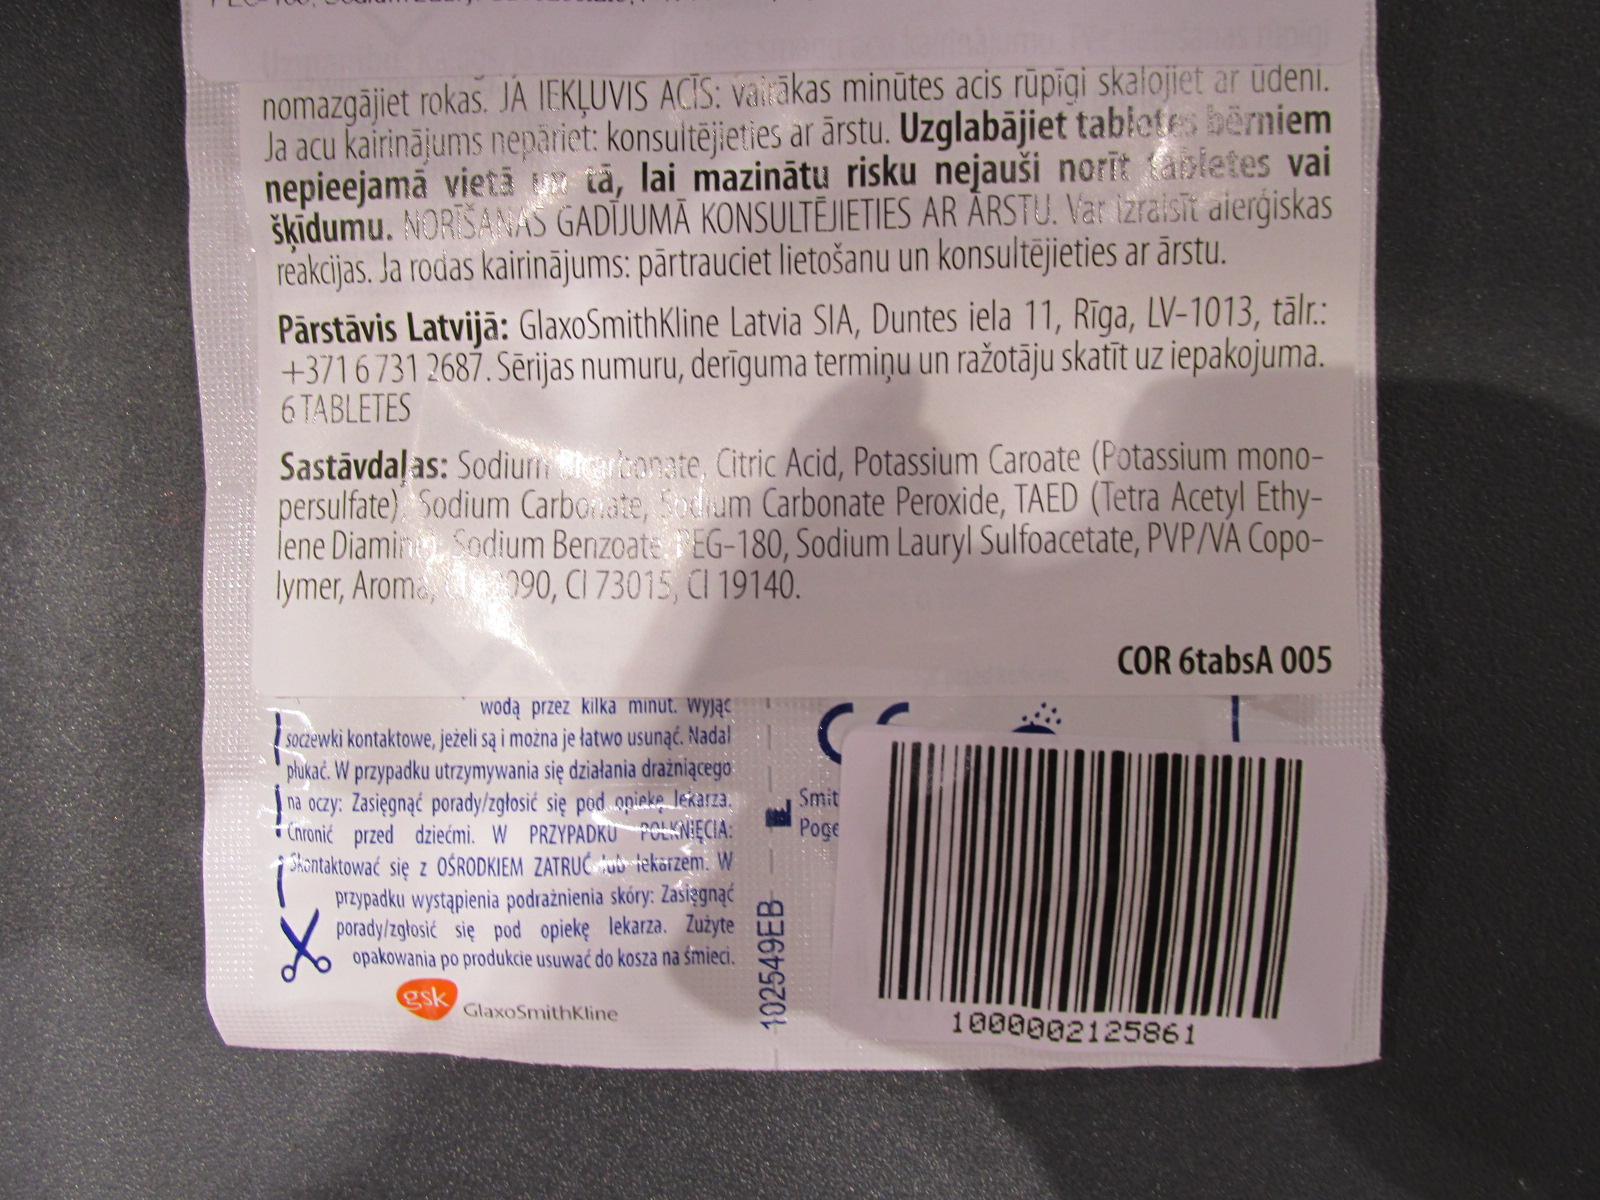 nomazgājiet rokas. JA IEKĻUVIS ACĪS: vairākas minūtes acis rūpīgi skalojiet ar ūdeni.
Ja acu kairinājums nepāriet: konsultējieties ar ārstu. Uzglabājiet tabletes bērniem
nepieejamā vietā un tā, lai mazinātu risku nejauši norīt tabletes vai
šķīdumu. NORĪŠANAS GADĪJUMĀ KONSULTĒJIETIES AR ĀRSTU. Var izraisīt alerģiskas
reakcijas. Ja rodas kairinājums: pārtrauciet lietošanu un konsultējieties ar ārstu.
Pārstāvis Latvijā: GlaxoSmithKline Latvia SIA, Duntes iela 11, Rīga, LV-1013, tālr.:
+371 6 731 2687. Sērijas numuru, derīguma termiņu un ražotāju skatīt uz iepakojuma.
6 TABLETES
Sastāvdaļas: Sodium Bicarbonate, Citric Acid, Potassium Caroate (Potassium mono-
persulfate), Sodium Carbonate, Sodium Carbonate Peroxide, TAED (Tetra Acetyl Ethy-
lene Diamine), Sodium Benzoate, PEG-180, Sodium Lauryl Sulfoacetate, PVP/VA Copo-
lymer, Aroma, CI 73015, CI 19140.
COR 6tabsA 005
wodą przez kilka minut. Wyjąć
soczewki kontaktowe, jeżeli są i można je łatwo usunąć. Nadal
płukać. W przypadku utrzymywania się działania drażniącego
na oczy: Zasięgnąć porady/zgłosić się pod opiekę lekarza.
Chronić przed dziećmi. W PRZYPADKU POŁKNIĘCIA:
Skontaktować się z OŚRODKIEM ZATRUĆ lub lekarzem. W
przypadku wystąpienia podrażnienia skóry: Zasięgnąć
porady/zgłosić się pod opiekę lekarza. Zużyte
opakowania po produkcie usuwać do kosza na śmieci.
gsk GlaxoSmithKline
102549EB
CE
Smit
Poge
1000002125861